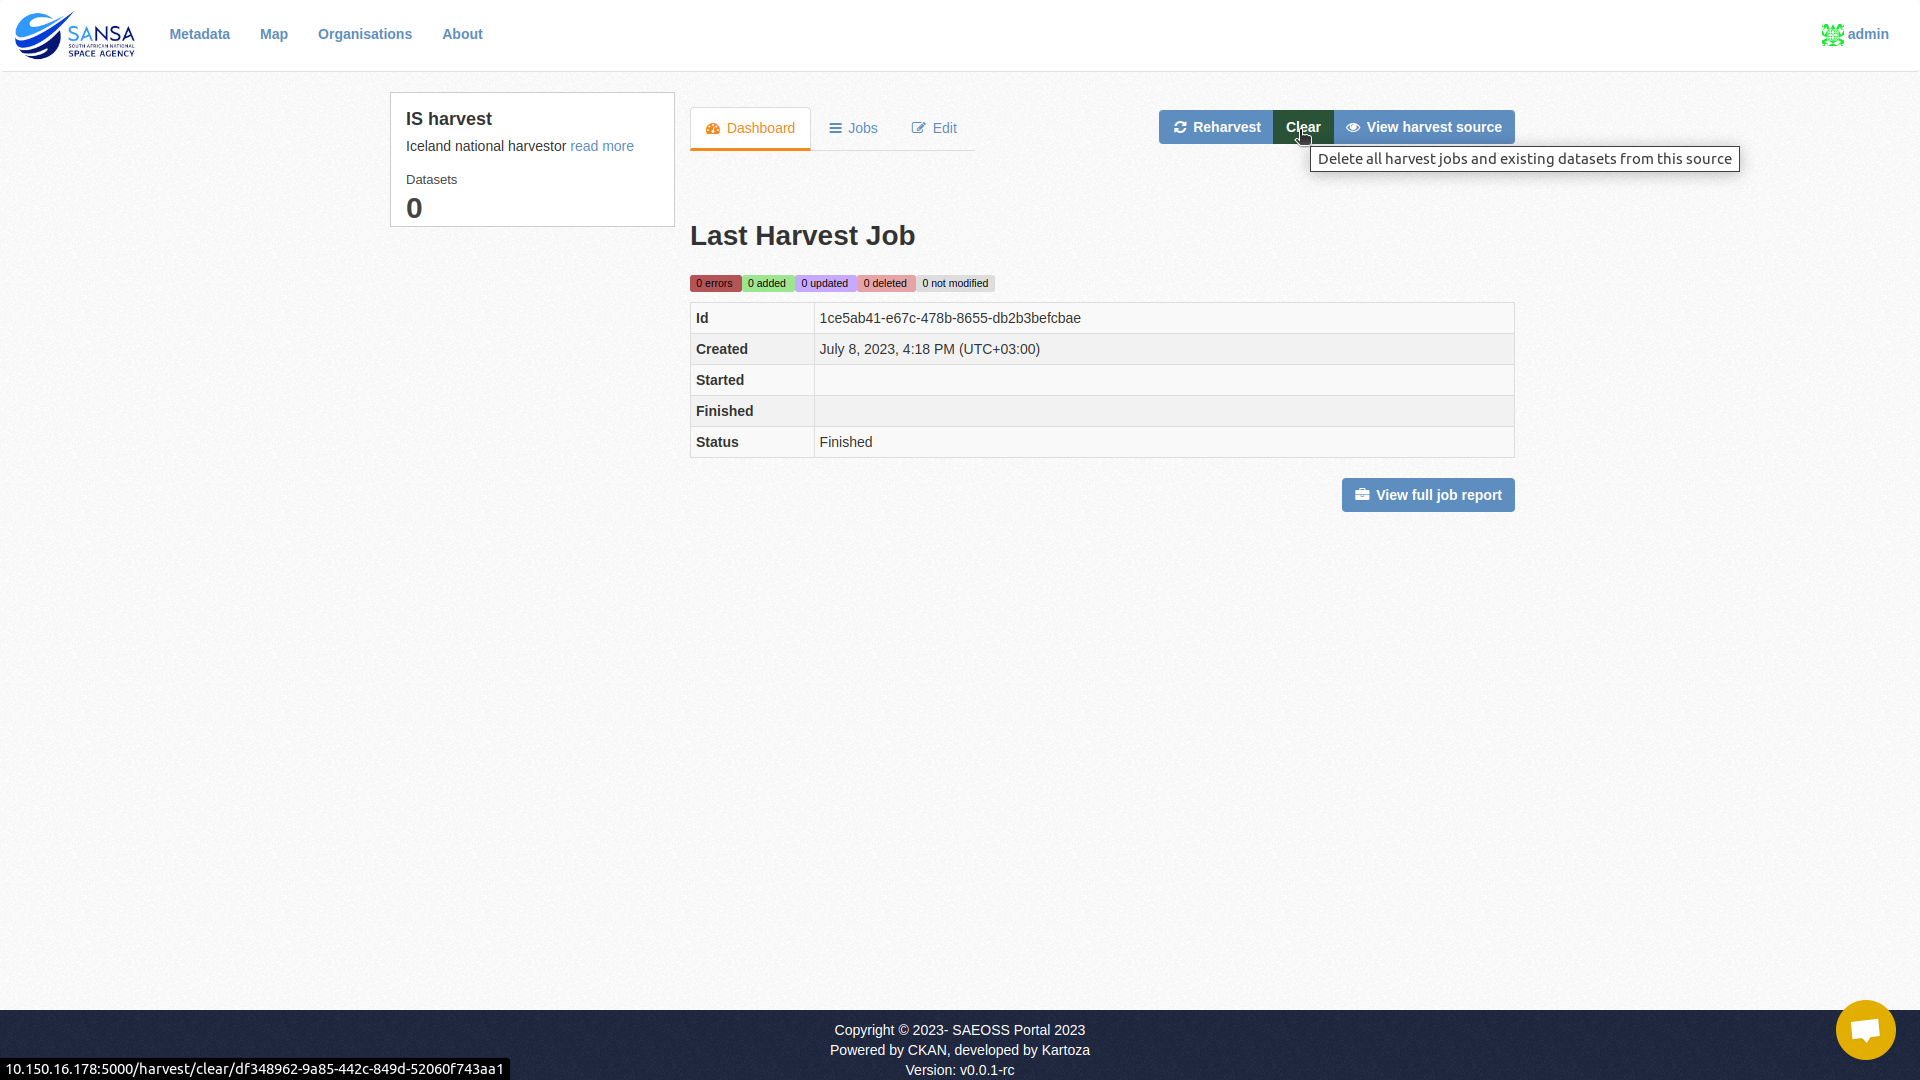 SANSA
SOUTH AFRICAN NATIONAL
SPACE AGENCY
Metadata
Map
Organisations
About
admin
IS harvest
Iceland national harvestor read more
Datasets
0
Dashboard
Jobs
Edit
Reharvest
Clear
View harvest source
Delete all harvest jobs and existing datasets from this source
Last Harvest Job
0 errors 0 added 0 updated 0 deleted 0 not modified
Id 1ce5ab41-e67c-478b-8655-db2b3befcbae
Created July 8, 2023, 4:18 PM (UTC+03:00)
Started
Finished
Status Finished
View full job report
Copyright © 2023- SAEOSS Portal 2023
Powered by CKAN, developed by Kartoza
Version: v0.0.1-rc
10.150.16.178:5000/harvest/clear/df348962-9a85-442c-849d-52060f743aa1